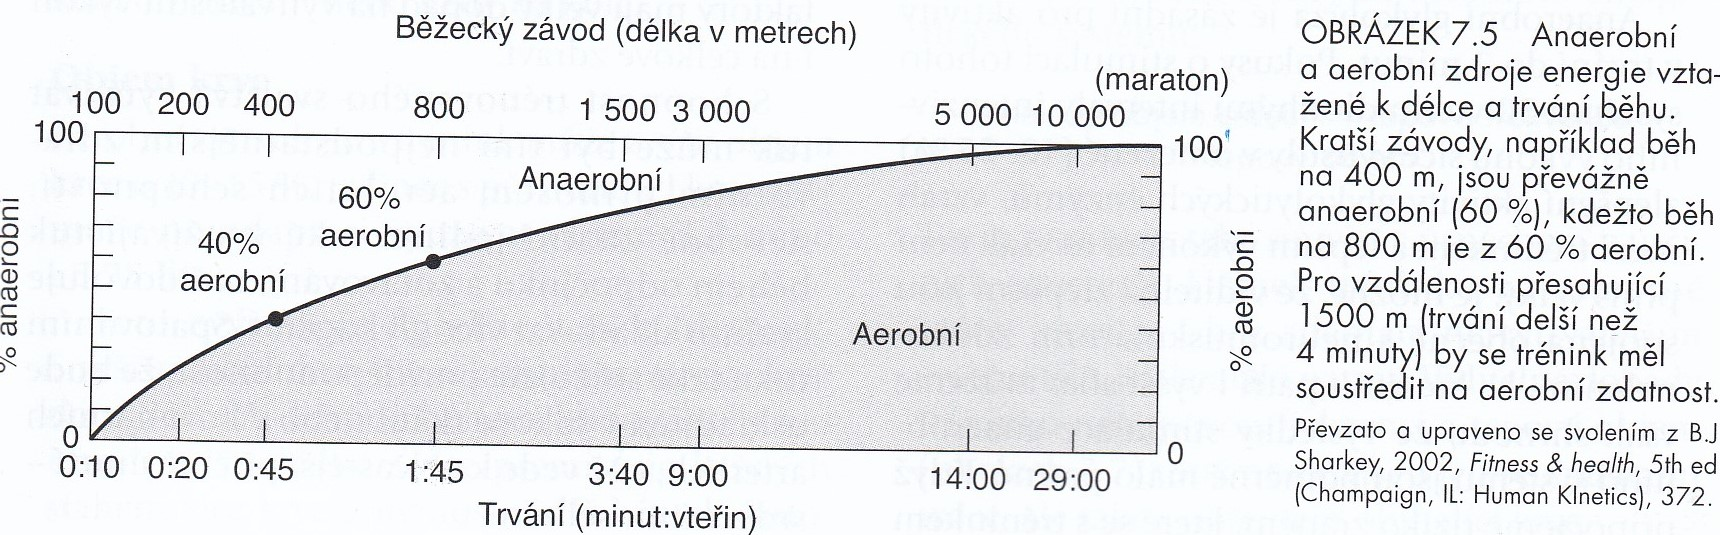 Běžecký závod (délka v metrech)
(maraton)
100 200 400 800 1 500 3 000 5 000 10 000
100
100
Anaerobní
60%
aerobní
40%
aerobní
Aerobní
% anaerobní
% aerobní
0
0
0:10 0:20 0:45 1:45 3:40 9:00 14:00 29:00
Trvání (minut:vteřin)
OBRÁZEK 7.5 Anaerobní
a aerobní zdroje energie vzta-
žené k délce a trvání běhu.
Kratší závody, například běh
na 400 m, jsou převážně
anaerobní (60 %), kdežto běh
na 800 m je z 60 % aerobní.
Pro vzdálenosti přesahující
1500 m (trvání delší než
4 minuty) by se trénink měl
soustředit na aerobní zdatnost.
Převzato a upraveno se svolením z B.J
Sharkey, 2002, Fitness & health, 5th ed
(Champaign, IL: Human KInetics), 372.